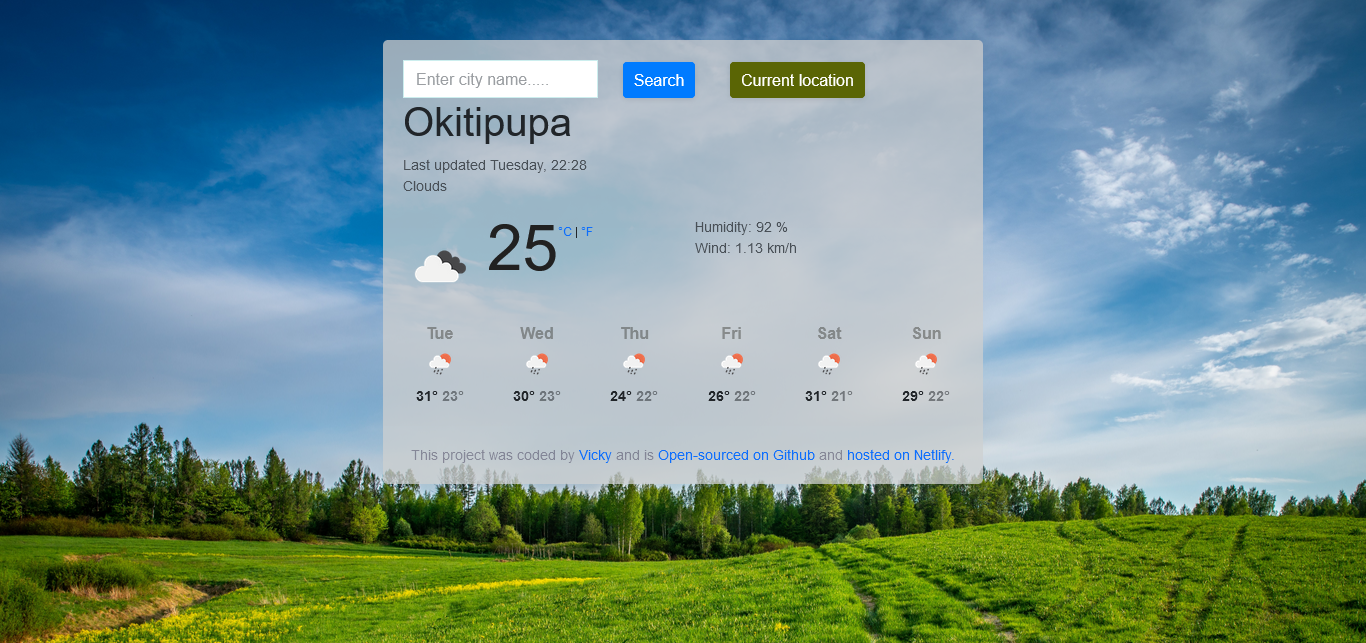 Enter city name..... Search Current location
Okitipupa
Last updated Tuesday, 22:28
Clouds
25 °C | °F
Humidity: 92 %
Wind: 1.13 km/h
Tue Wed Thu Fri Sat Sun
31° 23° 30° 23° 24° 22° 26° 22° 31° 21° 29° 22°
This project was coded by Vicky and is Open-sourced on Github and hosted on Netlify.